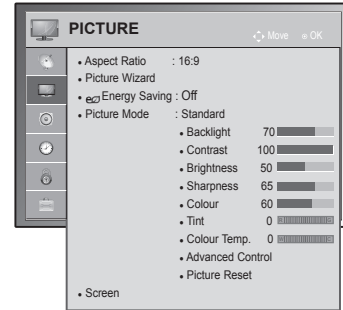 PICTURE
Move OK
• Aspect Ratio : 16:9
• Picture Wizard
• Energy Saving : Off
• Picture Mode : Standard
• Backlight 70
• Contrast 100
• Brightness 50
• Sharpness 65
• Colour 60
• Tint 0
• Colour Temp. 0
• Advanced Control
• Picture Reset
• Screen